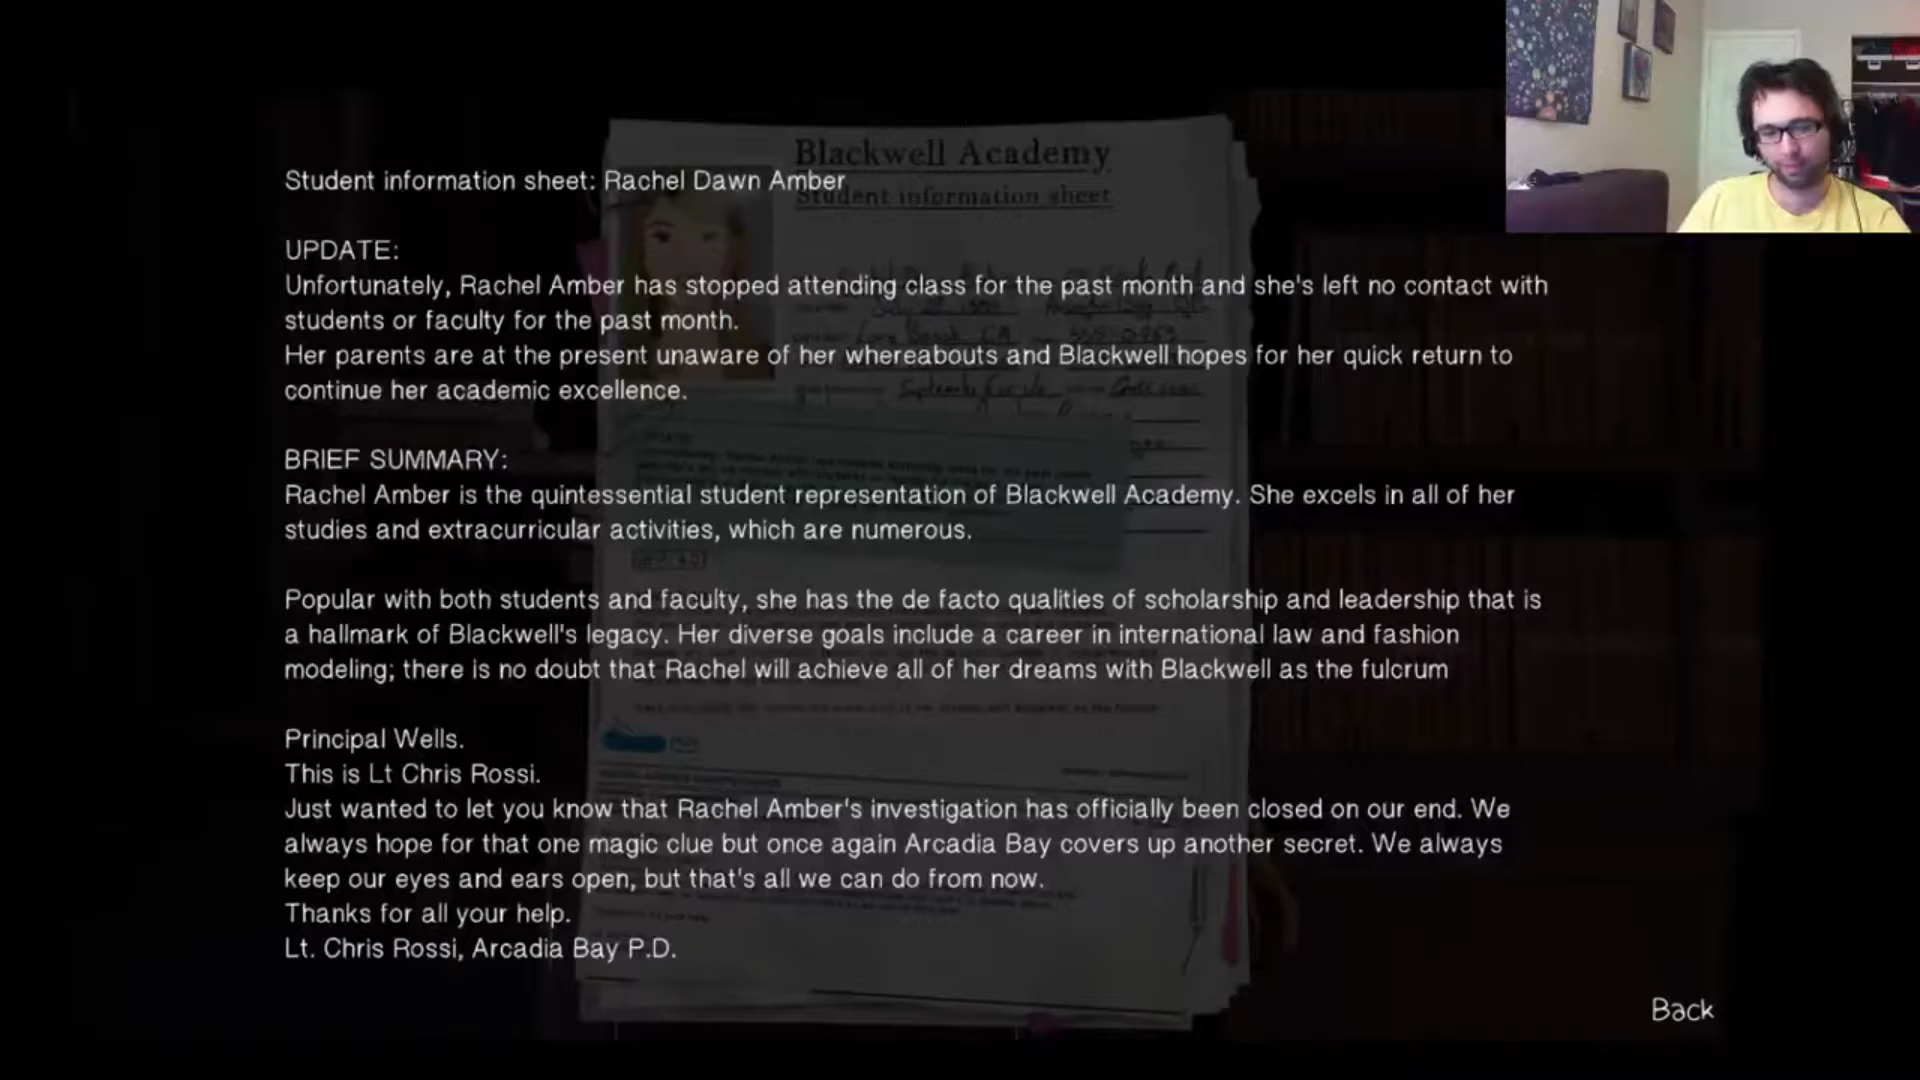 Blackwell Academy
Student information sheet
Student information sheet: Rachel Dawn Amber
UPDATE:
Unfortunately, Rachel Amber has stopped attending class for the past month and she's left no contact with
students or faculty for the past month.
Her parents are at the present unaware of her whereabouts and Blackwell hopes for her quick return to
continue her academic excellence.
BRIEF SUMMARY:
Rachel Amber is the quintessential student representation of Blackwell Academy. She excels in all of her
studies and extracurricular activities, which are numerous.
Popular with both students and faculty, she has the de facto qualities of scholarship and leadership that is
a hallmark of Blackwell's legacy. Her diverse goals include a career in international law and fashion
modeling; there is no doubt that Rachel will achieve all of her dreams with Blackwell as the fulcrum
Principal Wells.
This is Lt Chris Rossi.
Just wanted to let you know that Rachel Amber's investigation has officially been closed on our end. We
always hope for that one magic clue but once again Arcadia Bay covers up another secret. We always
keep our eyes and ears open, but that's all we can do from now.
Thanks for all your help.
Lt. Chris Rossi, Arcadia Bay P.D.
Back